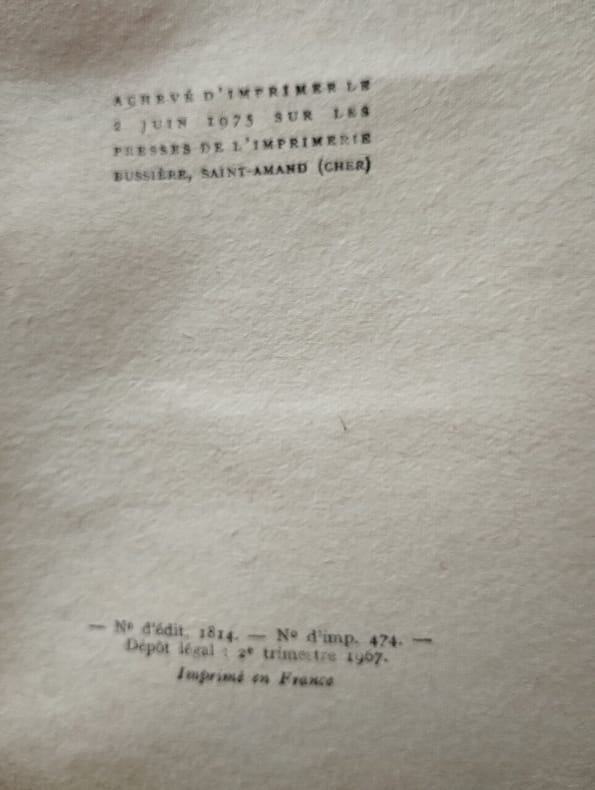 ACHEVÉ D'IMPRIMER LE
2 JUIN 1975 SUR LES
PRESSES DE L'IMPRIMERIE
BUSSIÈRE, SAINT-AMAND (CHER)
— Nº d'édit. 1814. — Nº d'imp. 474. —
Dépôt légal : 2e trimestre 1967.
Imprimé en France